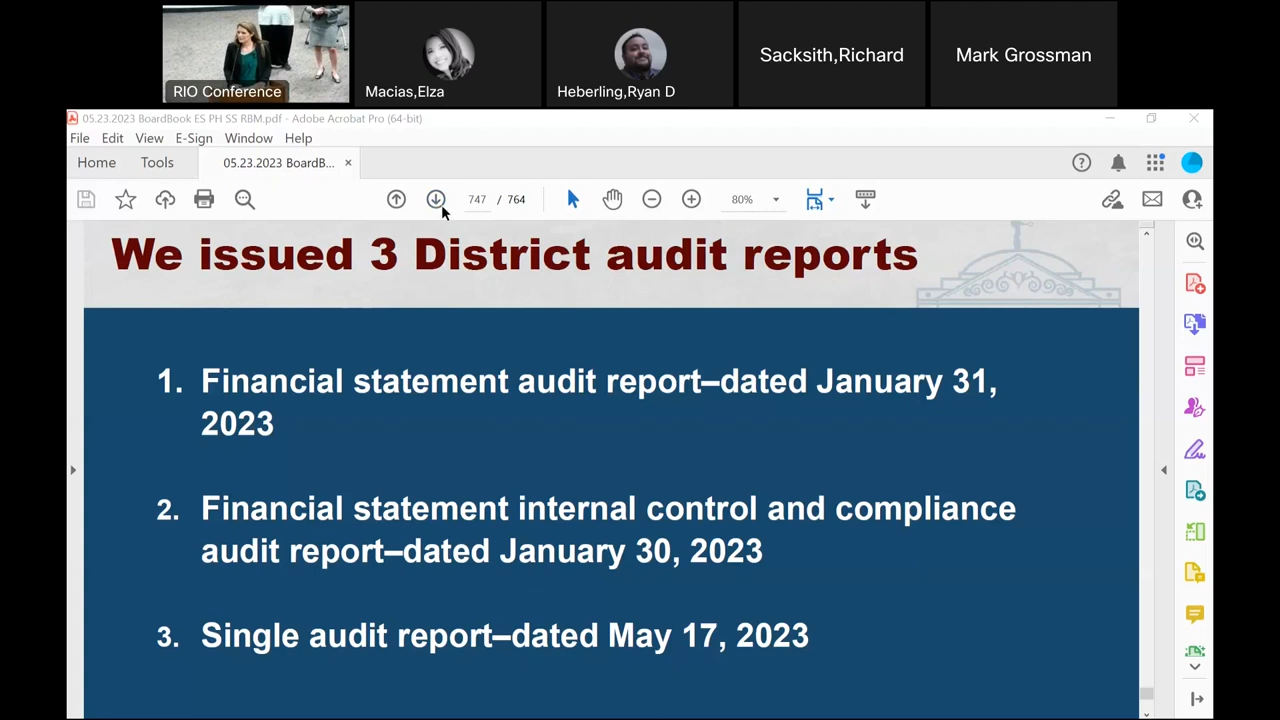 RIO Conference
Macias,Elza
Heberling,Ryan D
Sacksith,Richard
Mark Grossman
05.23.2023 BoardBook ES PH SS RBM.pdf - Adobe Acrobat Pro (64-bit)
File Edit View E-Sign Window Help
Home Tools 05.23.2023 BoardB... ×
747 / 764 80%
We issued 3 District audit reports
1. Financial statement audit report–dated January 31,
2023
2. Financial statement internal control and compliance
audit report–dated January 30, 2023
3. Single audit report–dated May 17, 2023